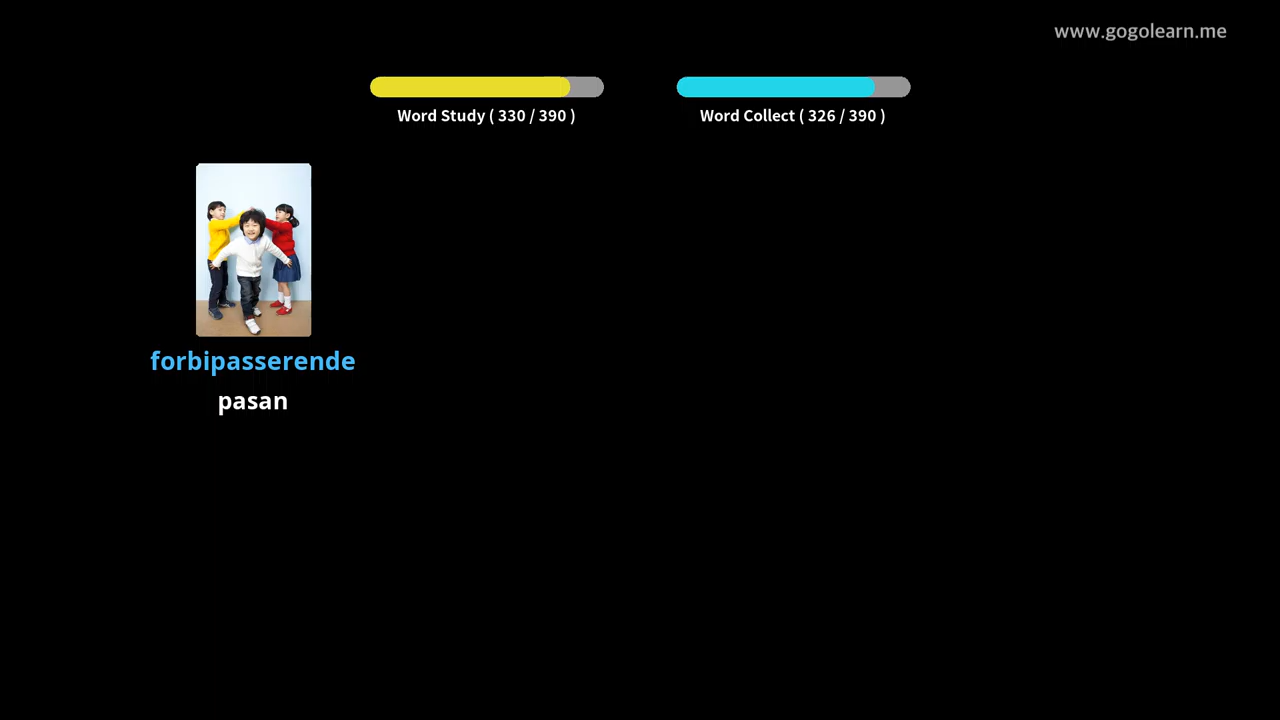 www.gogolearn.me
Word Study ( 330 / 390 )
Word Collect ( 326 / 390 )
forbipasserende
pasan